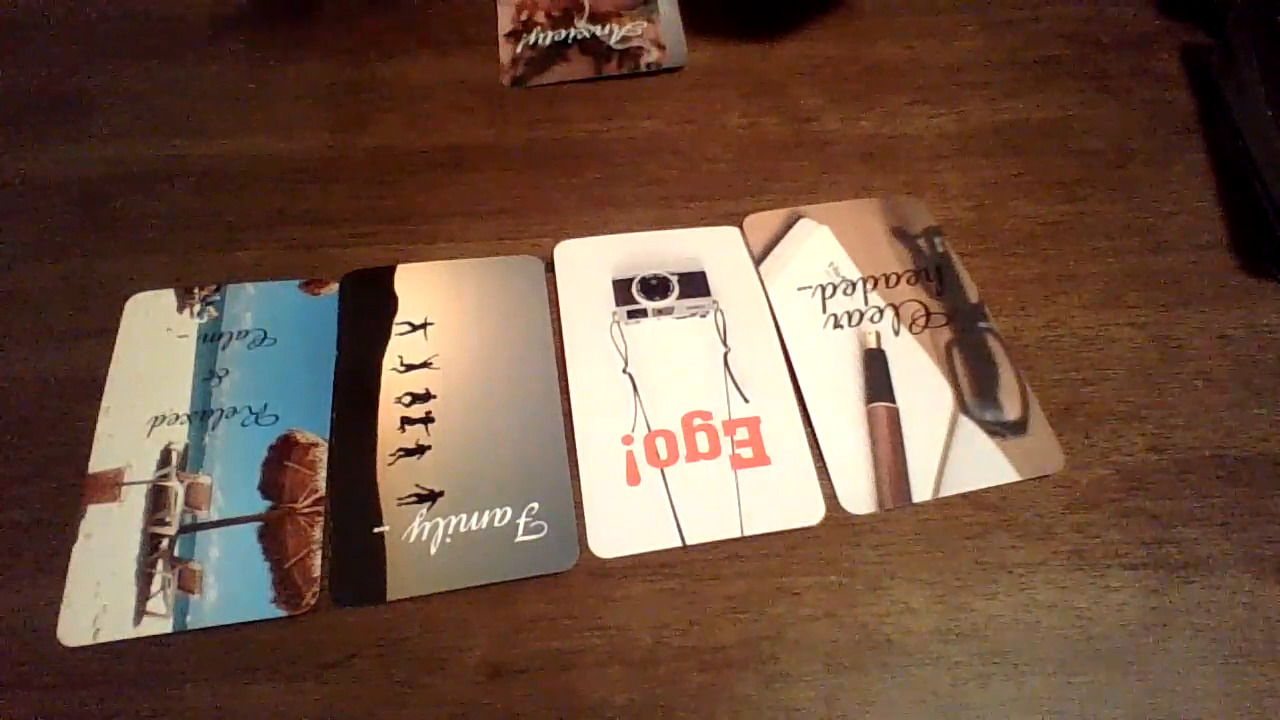 Anxiety!
Clear
headed-
Ego!
Family-
Relaxed
&
Calm-